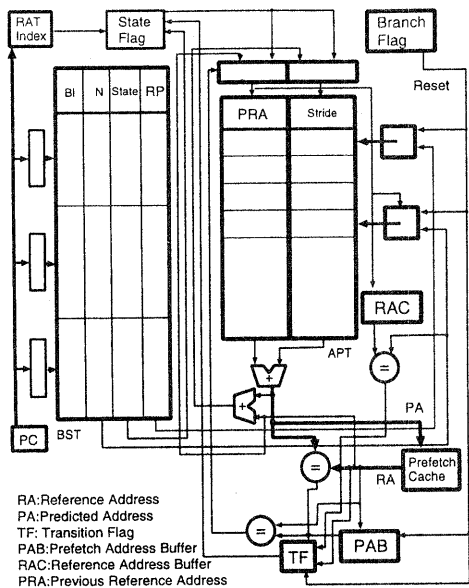 RAT
Index
State
Flag
Branch
Flag
Reset
BI N State RP
PRA Stride
RAC
APT
+
=
+
PA
PC
BST
=
RA
Prefetch
Cache
=
TF
PAB
RA:Reference Address
PA:Predicted Address
TF: Transition Flag
PAB:Prefetch Address Buffer
RAC:Reference Address Buffer
PRA:Previous Reference Address